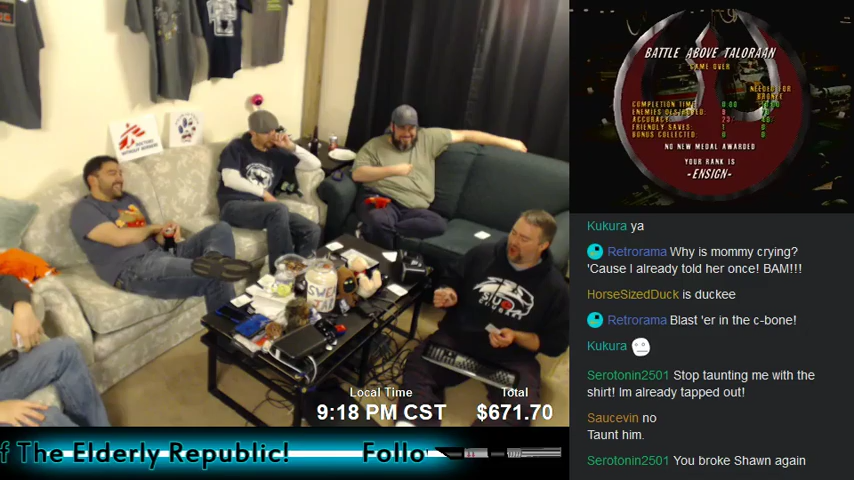 BATTLE ABOVE TALORAAN
GAME OVER
NEEDED FOR
BRONZE
COMPLETION TIME:
ENEMIES DESTROYED:
ACCURACY:
FRIENDLY SAVES:
BONUS COLLECTED:
NO NEW MEDAL AWARDED
YOUR RANK IS
-ENSIGN-
Kukura ya
Retrorama Why is mommy crying?
'Cause I already told her once! BAM!!!
HorseSizedDuck is duckee
Retrorama Blast 'er in the c-bone!
Kukura
Serotonin2501 Stop taunting me with the
shirt! Im already tapped out!
Saucevin no
Taunt him.
Serotonin2501 You broke Shawn again
SWEAR
Local Time
9:18 PM CST
Total
$671.70
f The Elderly Republic!
Follo